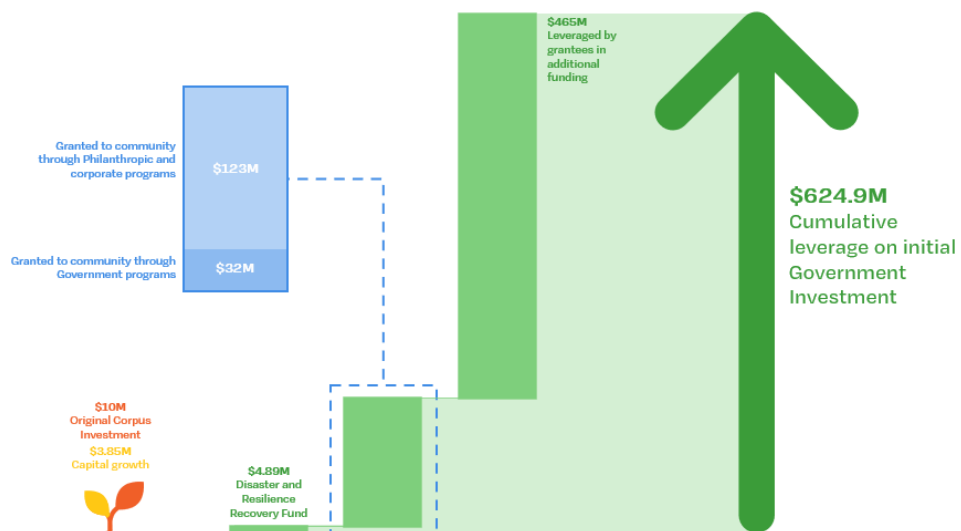 $465M
Leveraged by
grantees in
additional
funding
Granted to community
through Philanthropic and
corporate programs
$123M
$624.9M
Cumulative
leverage on initial
Government
Investment
Granted to community through
Government programs
$32M
$10M
Original Corpus
Investment
$3.85M
Capital growth
$4.89M
Disaster and
Resilience
Recovery Fund